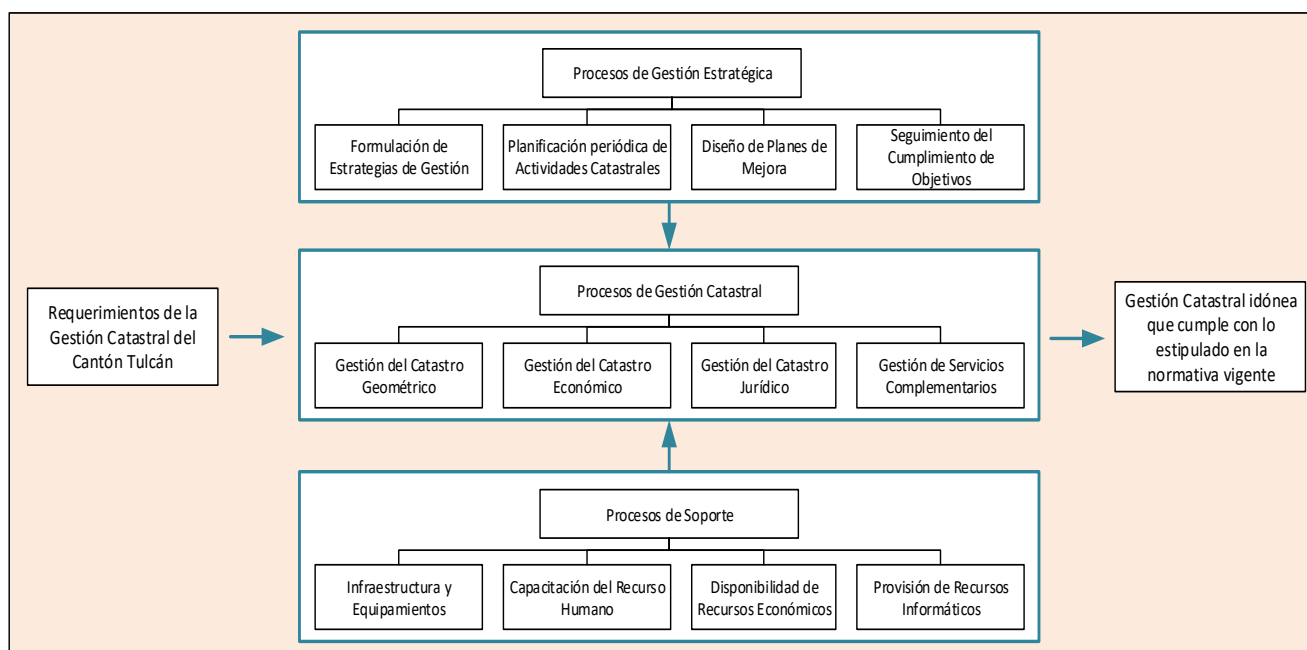 Procesos de Gestión Estratégica
Formulación de
Estrategias de Gestión
Planificación periódica de
Actividades Catastrales
Diseño de Planes de
Mejora
Seguimiento del
Cumplimiento de
Objetivos
Requerimientos de la
Gestión Catastral del
Cantón Tulcán
Procesos de Gestión Catastral
Gestión del Catastro
Geométrico
Gestión del Catastro
Económico
Gestión del Catastro
Jurídico
Gestión de Servicios
Complementarios
Gestión Catastral idónea
que cumple con lo
estipulado en la
normativa vigente
Procesos de Soporte
Infraestructura y
Equipamientos
Capacitación del Recurso
Humano
Disponibilidad de
Recursos Económicos
Provisión de Recursos
Informáticos